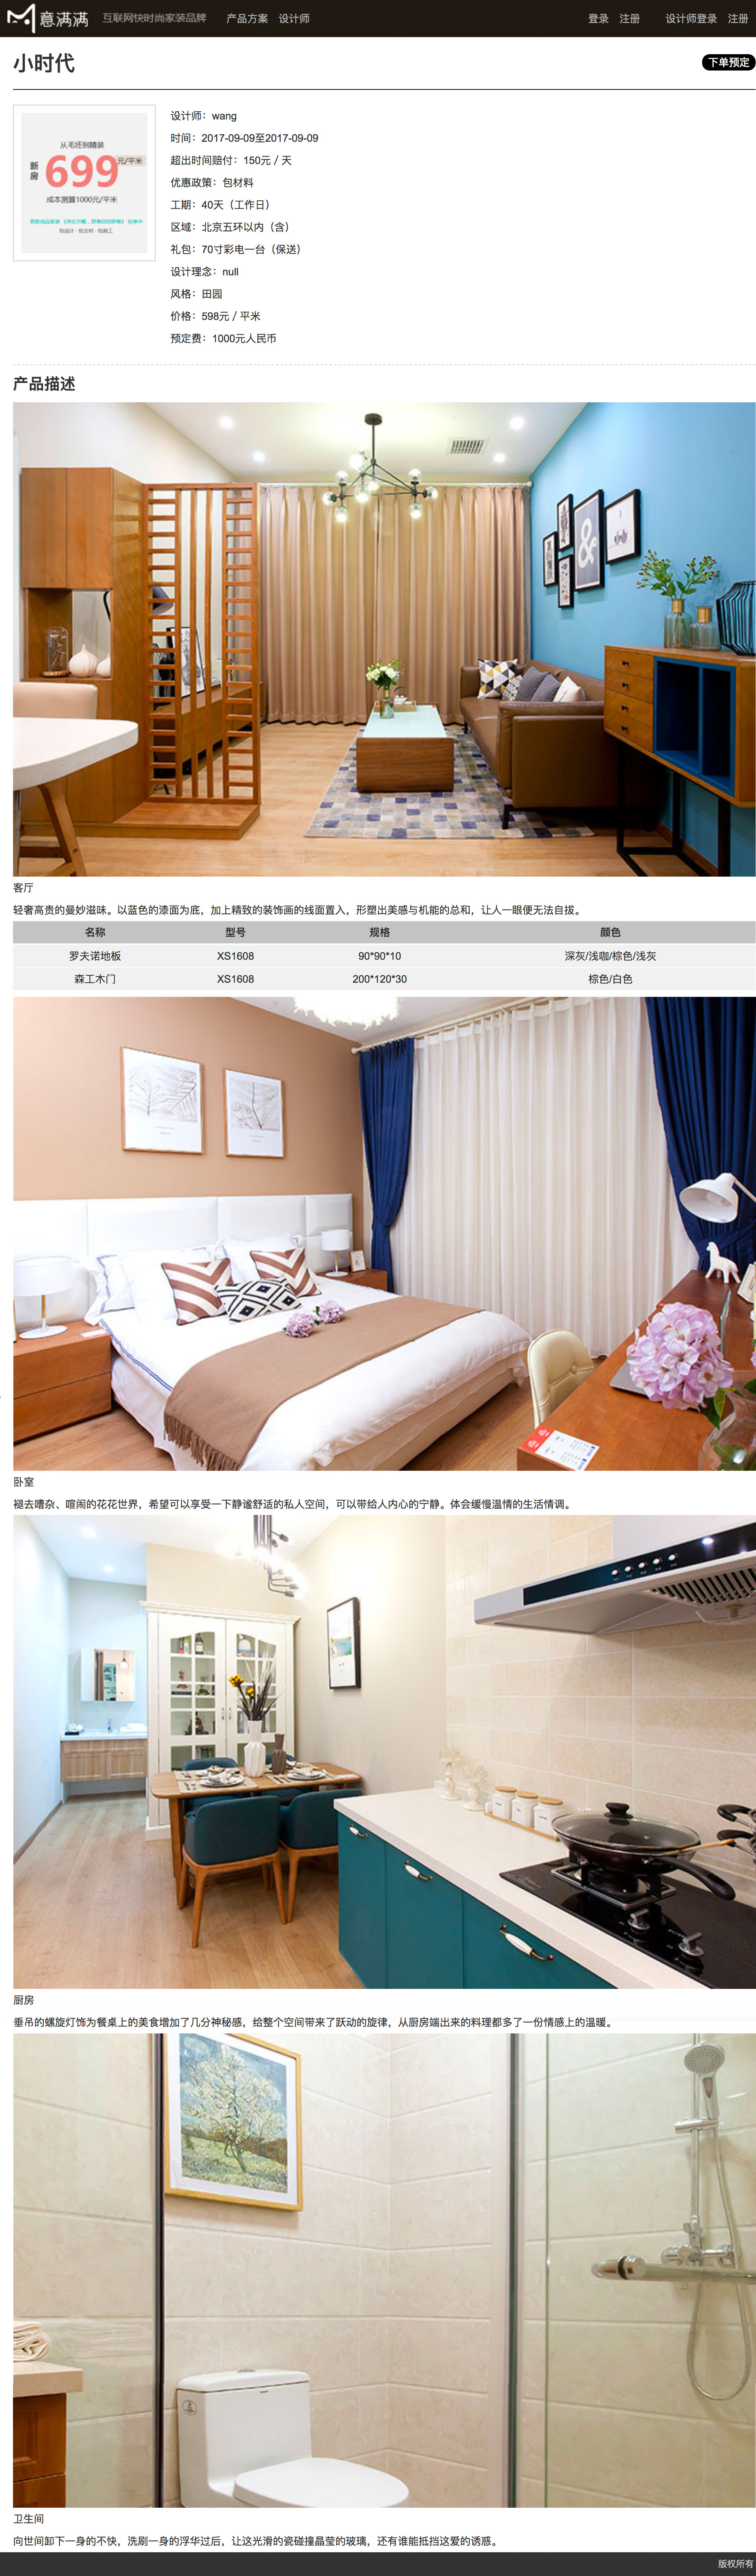 意满满 互联网快时尚家装品牌 产品方案 设计师 登录 注册 设计师登录 注册
小时代 下单预定
从毛坯到精装
新房 699 元/平米
成本测算1000元/平米
包设计·包主材·包施工
设计师：wang
时间：2017-09-09至2017-09-09
超出时间赔付：150元 / 天
优惠政策：包材料
工期：40天（工作日）
区域：北京五环以内（含）
礼包：70寸彩电一台（保送）
设计理念：null
风格：田园
价格：598元 / 平米
预定费：1000元人民币
产品描述
&
客厅
轻奢高贵的曼妙滋味。以蓝色的漆面为底，加上精致的装饰画的线面置入，形塑出美感与机能的总和，让人一眼便无法自拔。
名称 型号 规格 颜色
罗夫诺地板 XS1608 90*90*10 深灰/浅咖/棕色/浅灰
森工木门 XS1608 200*120*30 棕色/白色
卧室
褪去嘈杂、喧闹的花花世界，希望可以享受一下静谧舒适的私人空间，可以带给人内心的宁静。体会缓慢温情的生活情调。
厨房
垂吊的螺旋灯饰为餐桌上的美食增加了几分神秘感，给整个空间带来了跃动的旋律，从厨房端出来的料理都多了一份情感上的温暖。
卫生间
向世间卸下一身的不快，洗刷一身的浮华过后，让这光滑的瓷碰撞晶莹的玻璃，还有谁能抵挡这爱的诱惑。
版权所有